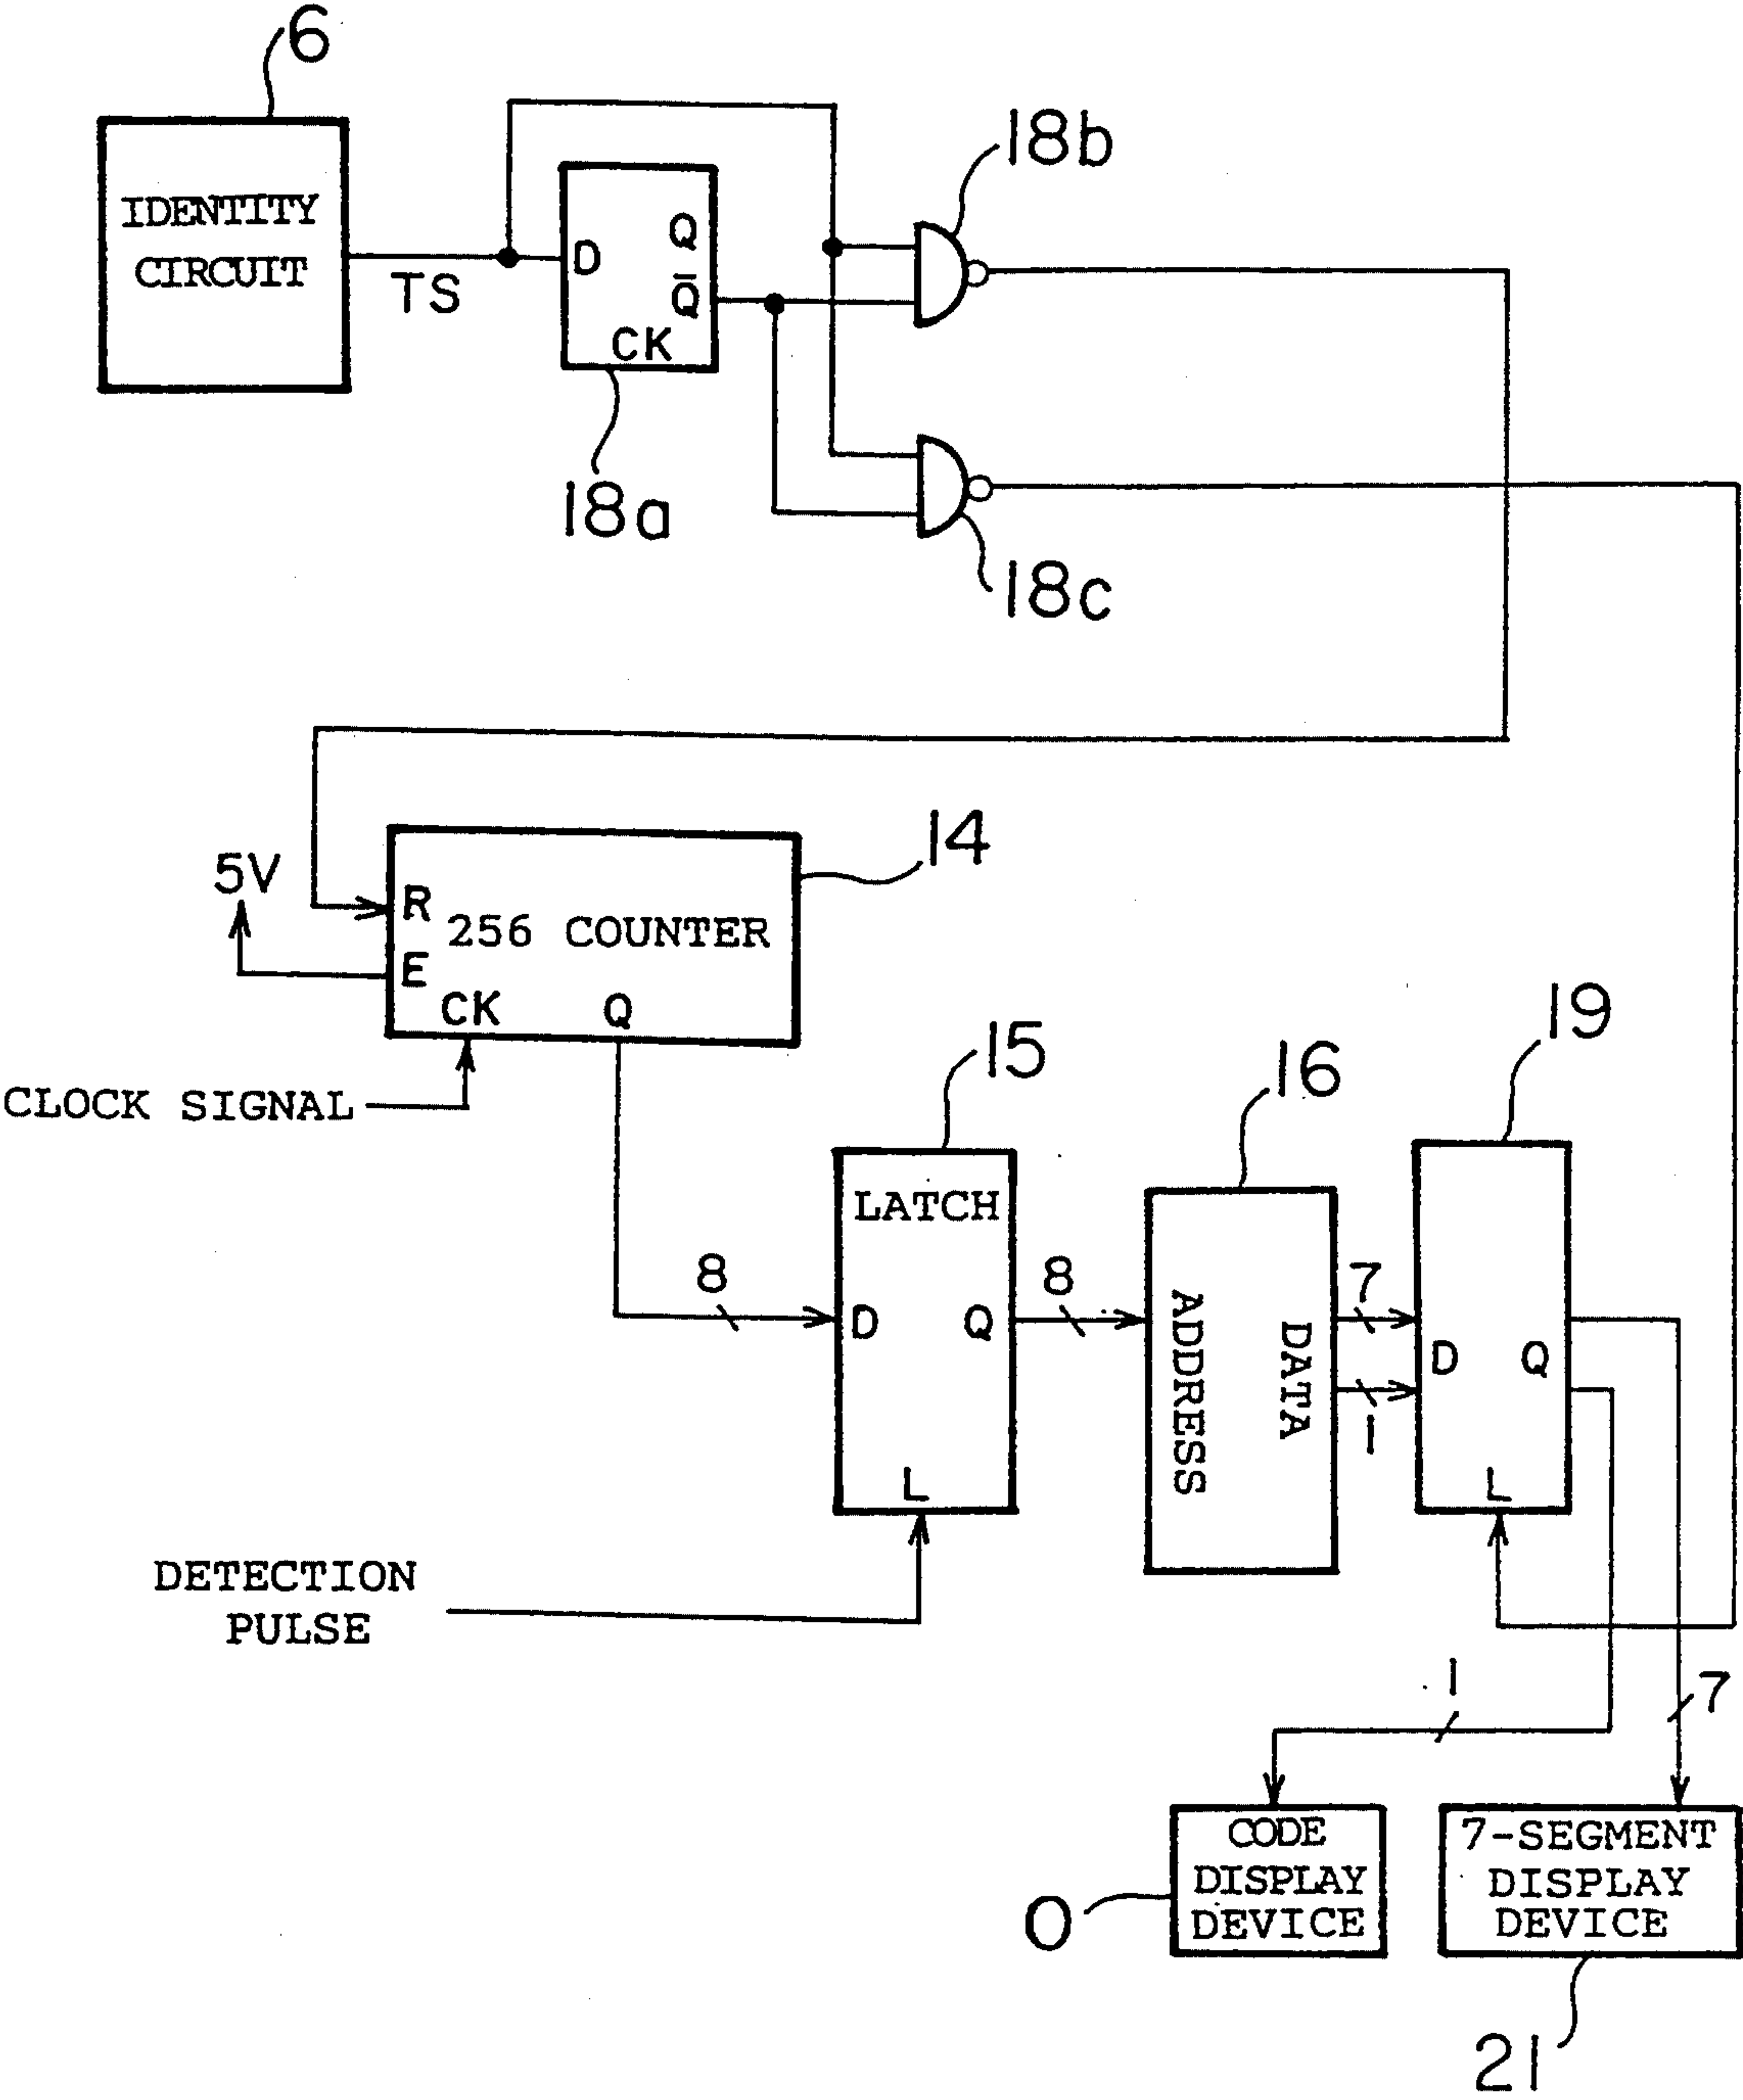 6
IDENTITY
CIRCUIT
TS
D
Q
Q̄
CK
18a
18b
18c
5V
14
R
256 COUNTER
E
CK
Q
CLOCK SIGNAL
15
16
19
LATCH
8
D
Q
L
8
ADDRESS
DATA
7
1
D
Q
L
DETECTION
PULSE
1
7
CODE
DISPLAY
DEVICE
O
7-SEGMENT
DISPLAY
DEVICE
21